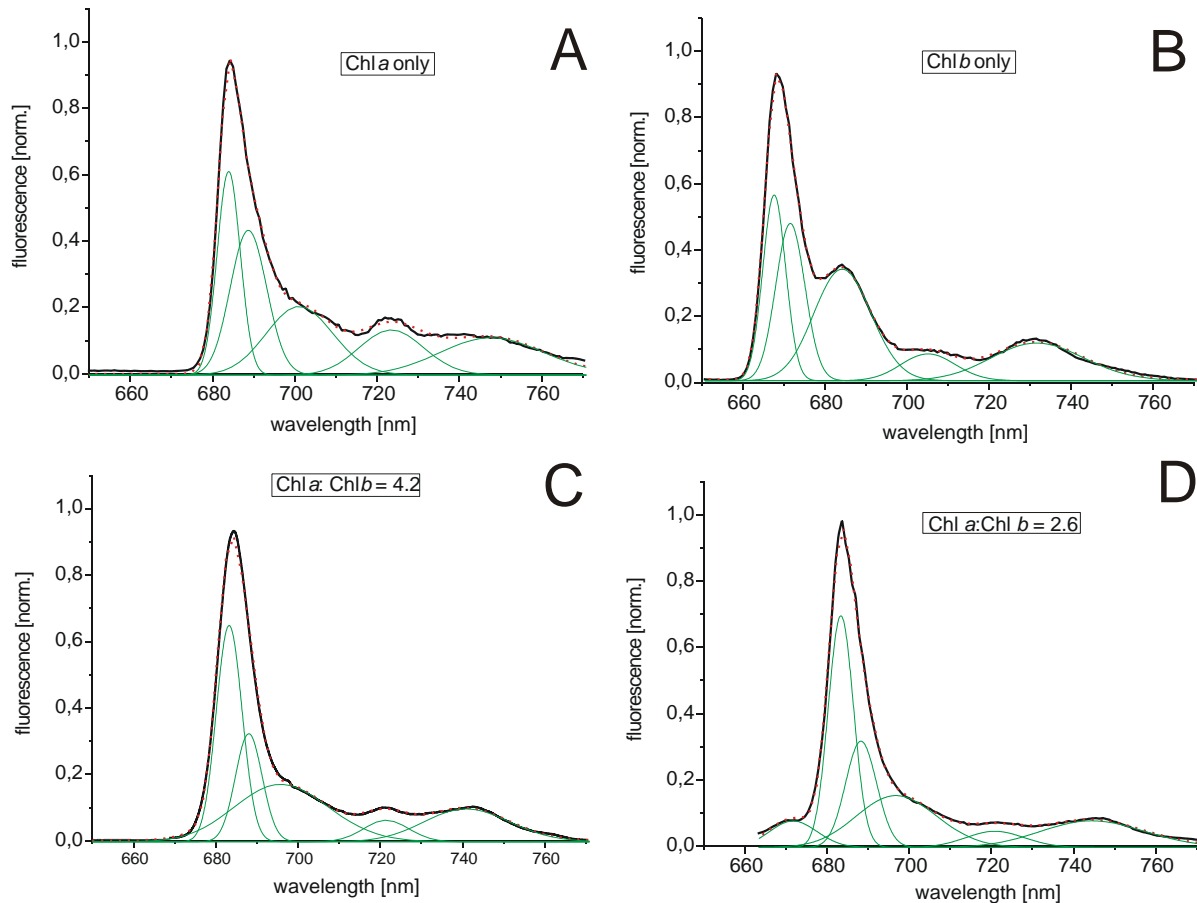 A
Chl a only
fluorescence [norm.]
1,0
0,8
0,6
0,4
0,2
0,0
660 680 700 720 740 760
wavelength [nm]
B
Chl b only
fluorescence [norm.]
1,0
0,8
0,6
0,4
0,2
0,0
660 680 700 720 740 760
wavelength [nm]
C
Chl a: Chl b = 4.2
fluorescence [norm.]
1,0
0,8
0,6
0,4
0,2
0,0
660 680 700 720 740 760
wavelength [nm]
D
Chl a:Chl b = 2.6
fluorescence [norm.]
1,0
0,8
0,6
0,4
0,2
0,0
660 680 700 720 740 760
wavelength [nm]